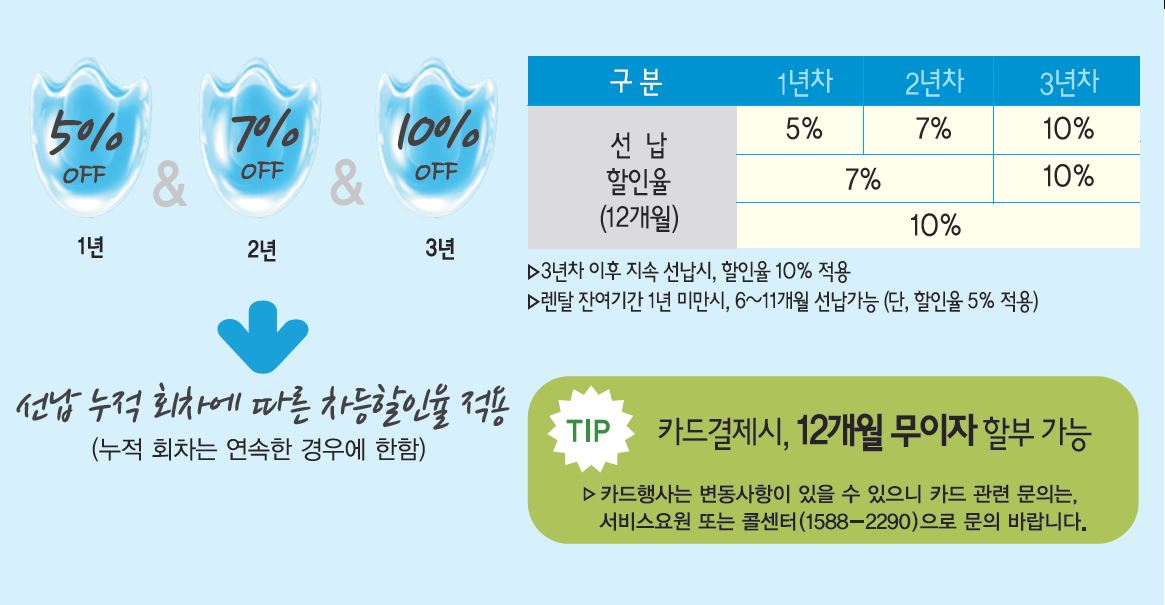 5%
OFF
&
7%
OFF
&
10%
OFF
1년
2년
3년
선납 누적 회차에 따른 차등할인율 적용
(누적 회차는 연속한 경우에 한함)
구 분 1년차 2년차 3년차
선 납
할인율
(12개월)
5% 7% 10%
7% 10%
10%
▷3년차 이후 지속 선납시, 할인율 10% 적용
▷렌탈 잔여기간 1년 미만시, 6~11개월 선납가능 (단, 할인율 5% 적용)
TIP 카드결제시, 12개월 무이자 할부 가능
▷ 카드행사는 변동사항이 있을 수 있으니 카드 관련 문의는,
서비스요원 또는 콜센터(1588-2290)으로 문의 바랍니다.